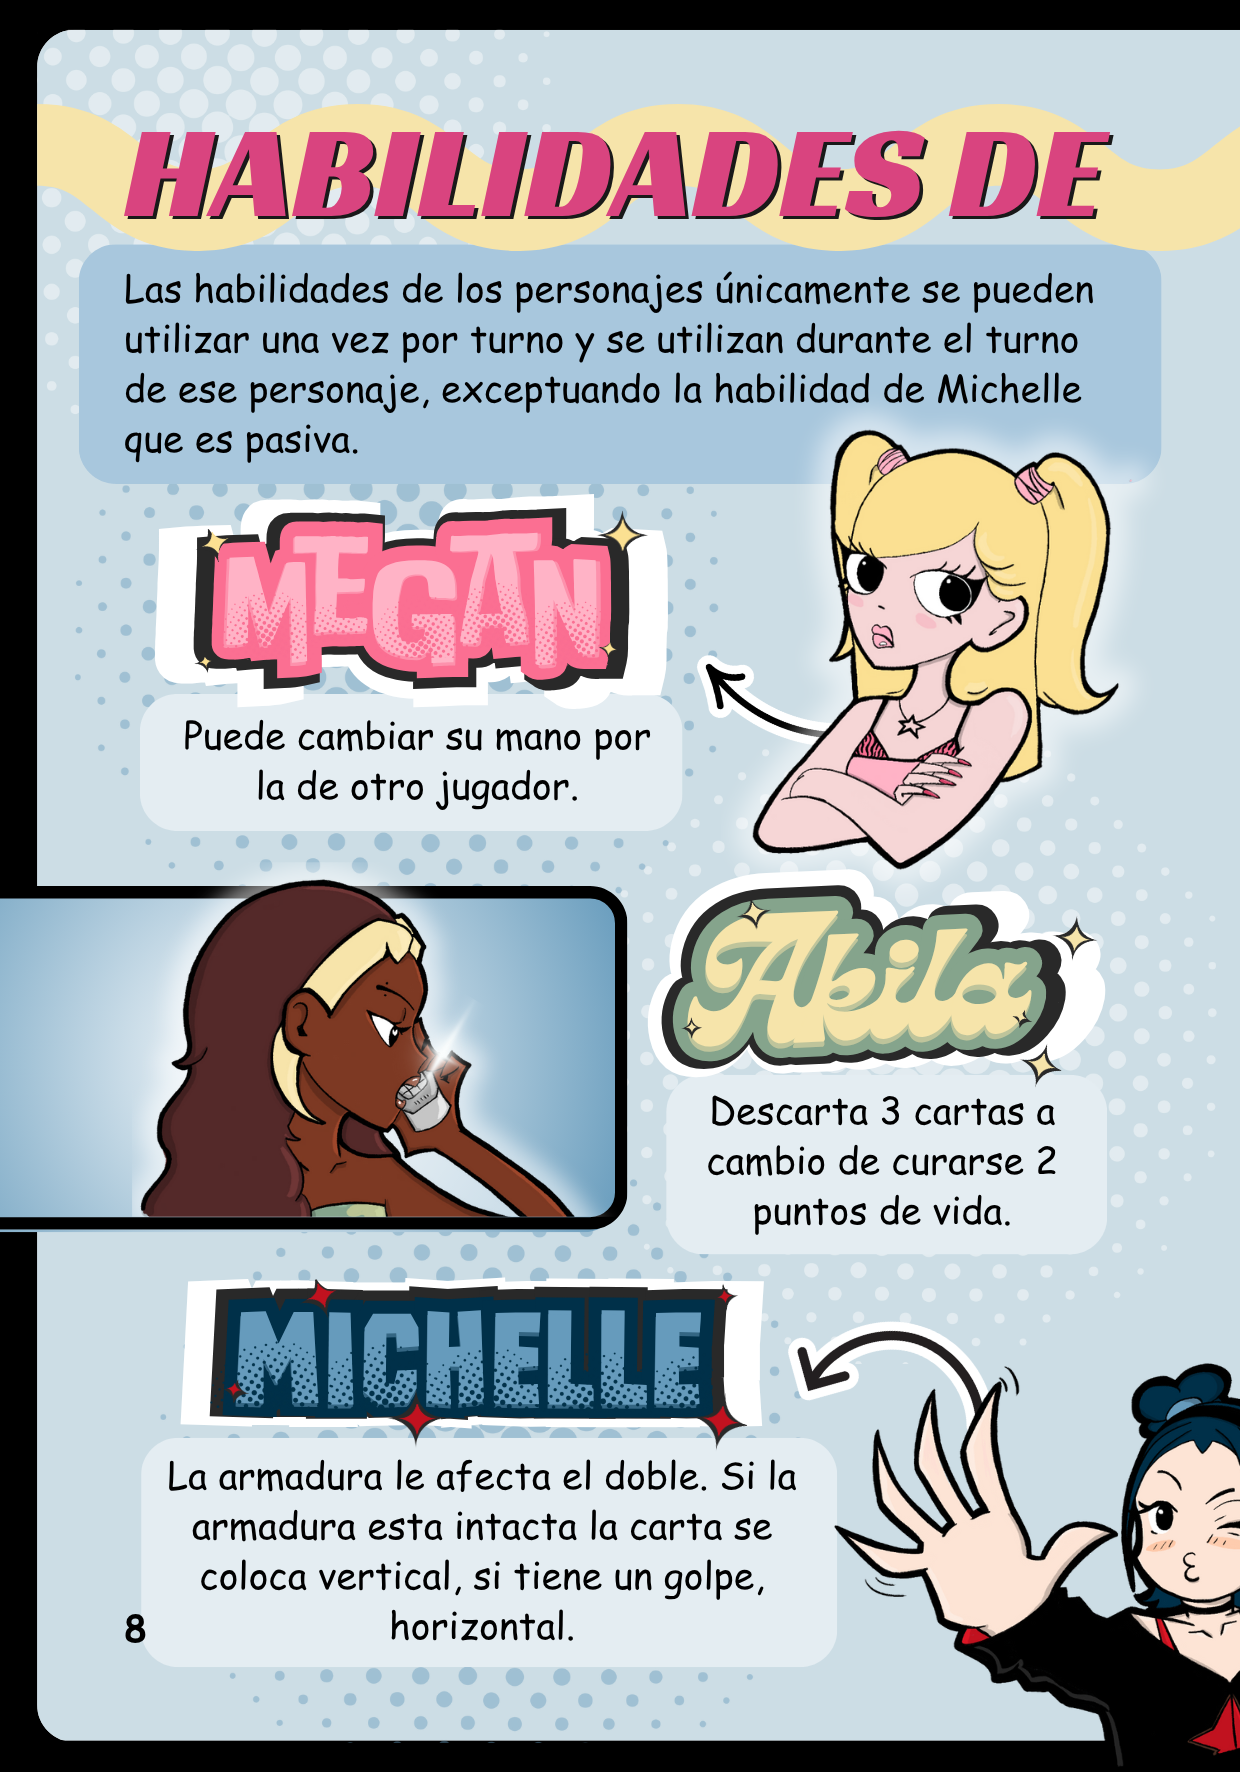 HABILIDADES DE
Las habilidades de los personajes únicamente se pueden
utilizar una vez por turno y se utilizan durante el turno
de ese personaje, exceptuando la habilidad de Michelle
que es pasiva.
MEGAN
Puede cambiar su mano por
la de otro jugador.
Akila
Descarta 3 cartas a
cambio de curarse 2
puntos de vida.
MICHELLE
La armadura le afecta el doble. Si la
armadura esta intacta la carta se
coloca vertical, si tiene un golpe,
horizontal.
8